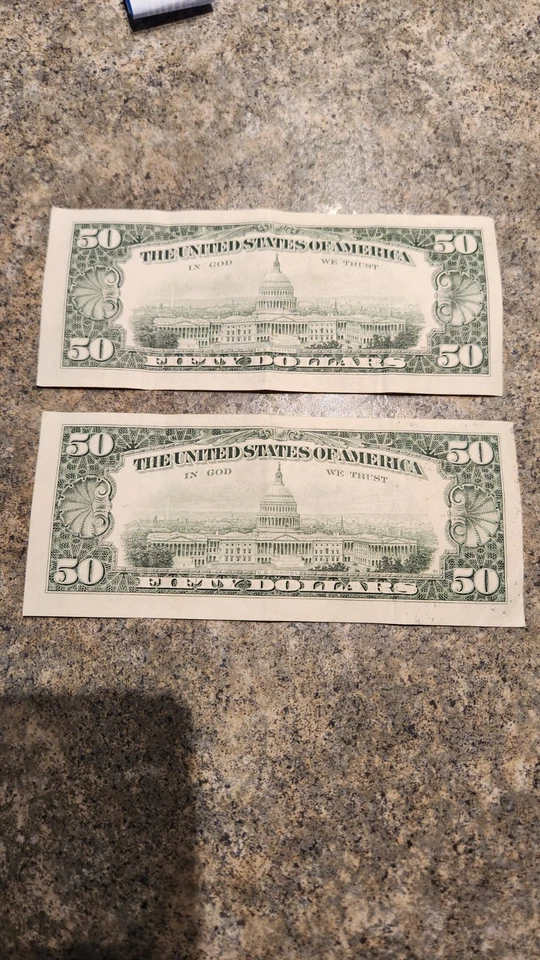 50 THE UNITED STATES OF AMERICA 50
IN GOD WE TRUST
50 FIFTY DOLLARS 50
50 THE UNITED STATES OF AMERICA 50
IN GOD WE TRUST
50 FIFTY DOLLARS 50